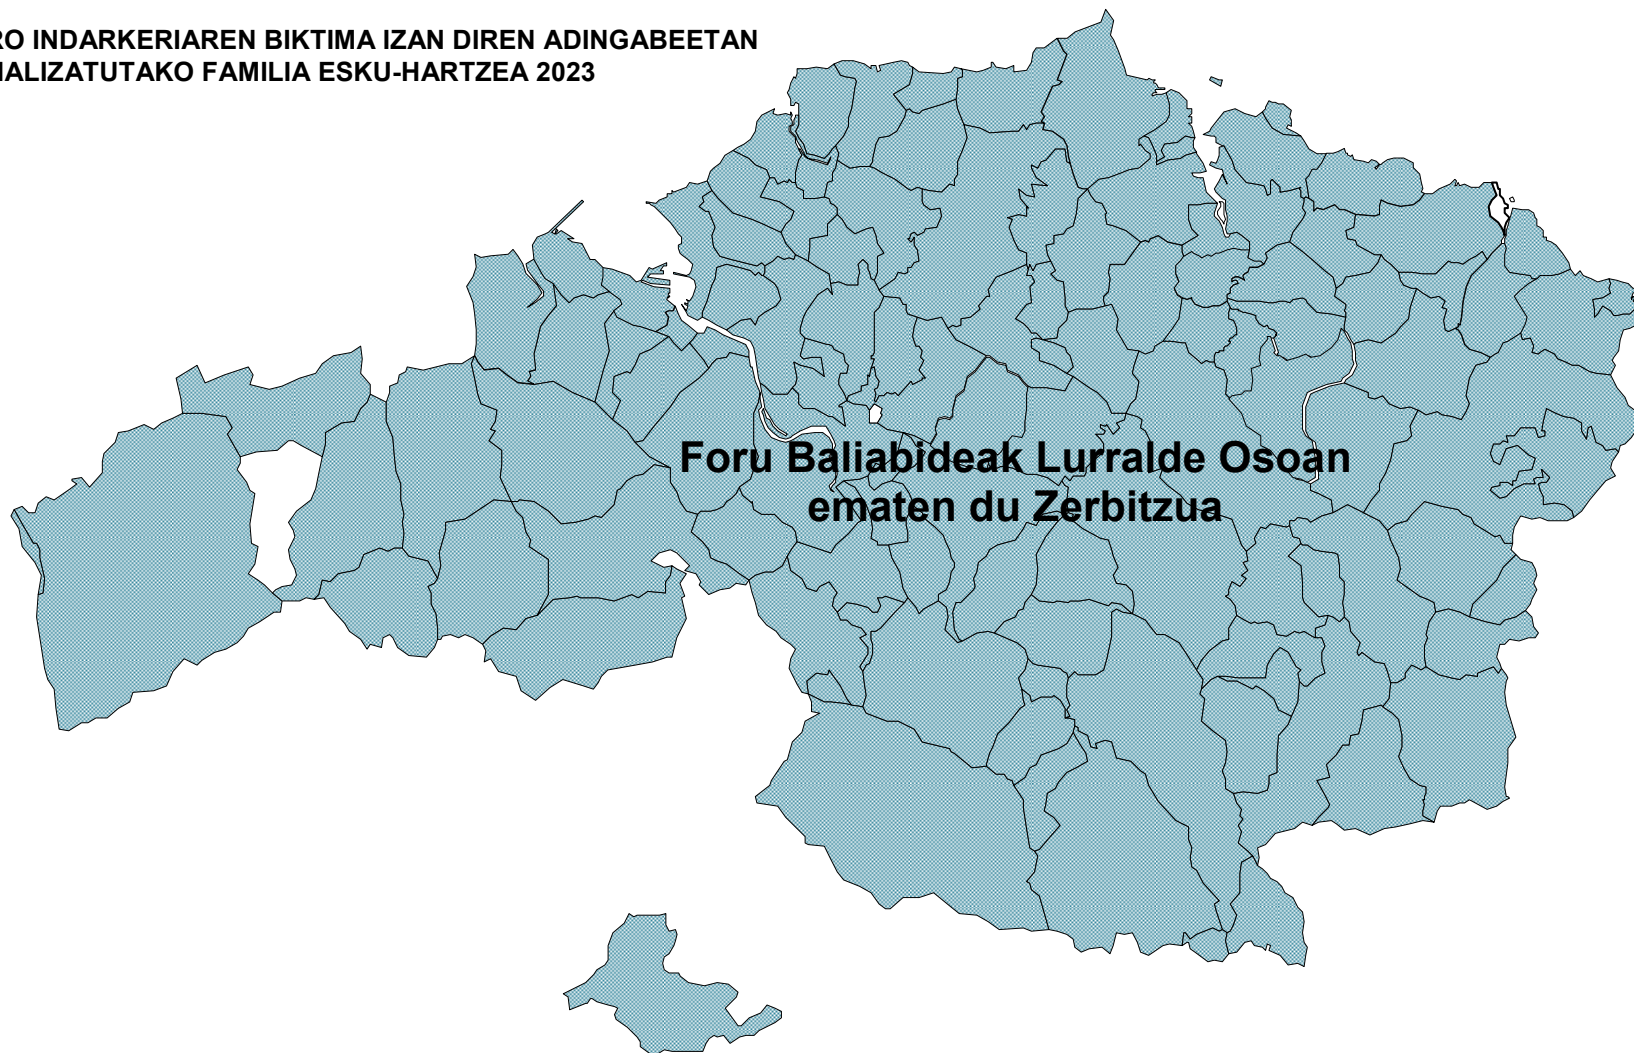 RO INDARKERIAREN BIKTIMA IZAN DIREN ADINGABEETAN
IALIZATUTAKO FAMILIA ESKU-HARTZEA 2023
Foru Baliabideak Lurralde Osoan
ematen du Zerbitzua